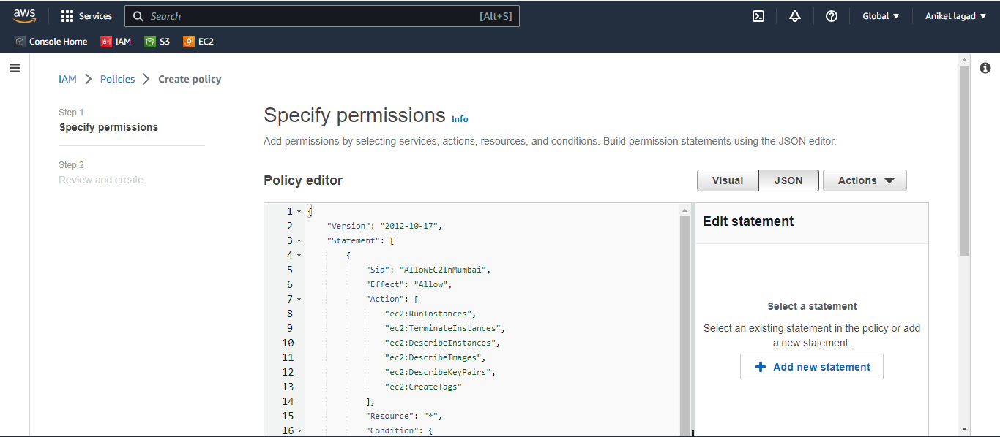 aws
Services
Search
[Alt+S]
Global
Aniket lagad
Console Home
IAM
S3
EC2
IAM
Policies
Create policy
Step 1
Specify permissions
Step 2
Review and create
Specify permissions Info
Add permissions by selecting services, actions, resources, and conditions. Build permission statements using the JSON editor.
Policy editor
Visual
JSON
Actions
1 {
2 "Version": "2012-10-17",
3 "Statement": [
4 {
5 "Sid": "AllowEC2InMumbai",
6 "Effect": "Allow",
7 "Action": [
8 "ec2:RunInstances",
9 "ec2:TerminateInstances",
10 "ec2:DescribeInstances",
11 "ec2:DescribeImages",
12 "ec2:DescribeKeyPairs",
13 "ec2:CreateTags"
14 ],
15 "Resource": "*",
16 "Condition": {
Edit statement
Select a statement
Select an existing statement in the policy or add
a new statement.
Add new statement